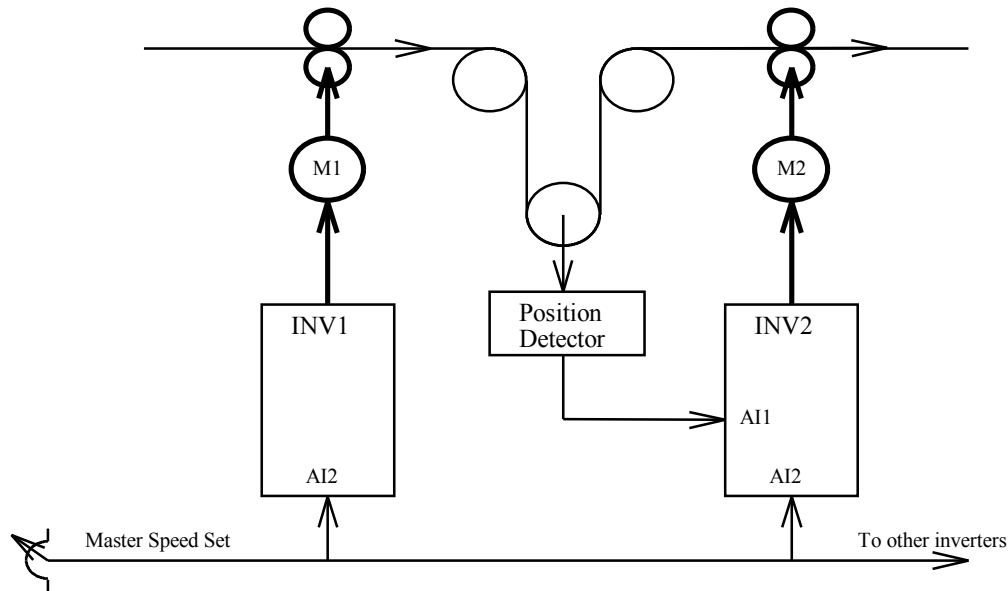 M1
M2
INV1
Position
Detector
INV2
AI1
AI2
AI2
Master Speed Set
To other inverters